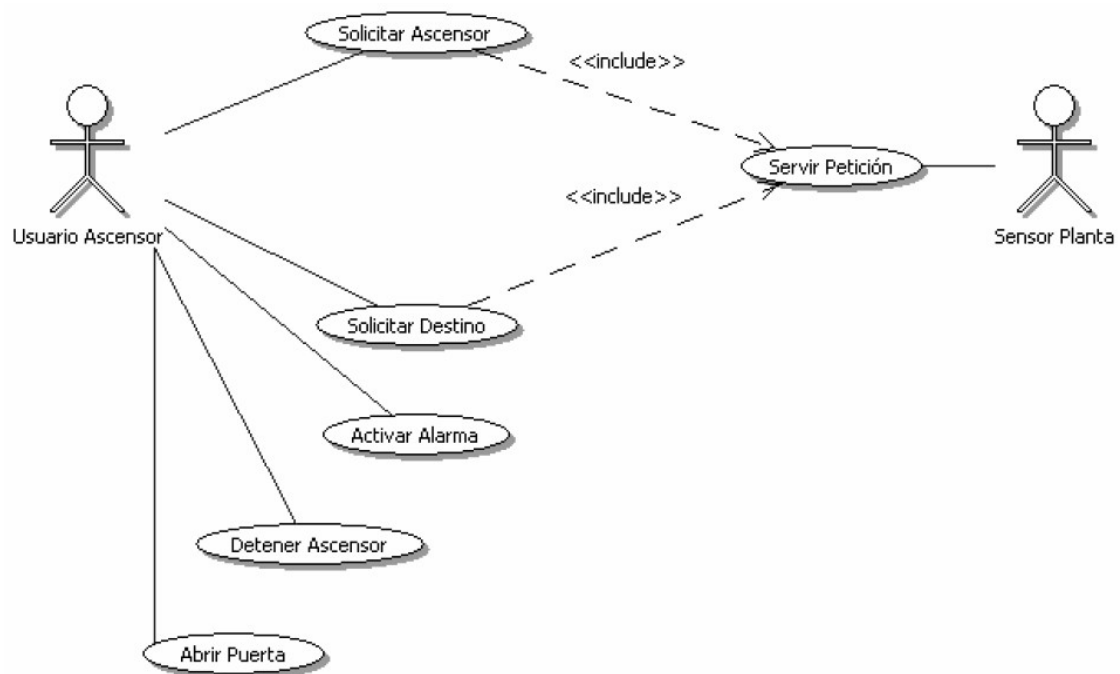 Solicitar Ascensor
<<include>>
Servir Petición
<<include>>
Usuario Ascensor
Sensor Planta
Solicitar Destino
Activar Alarma
Detener Ascensor
Abrir Puerta